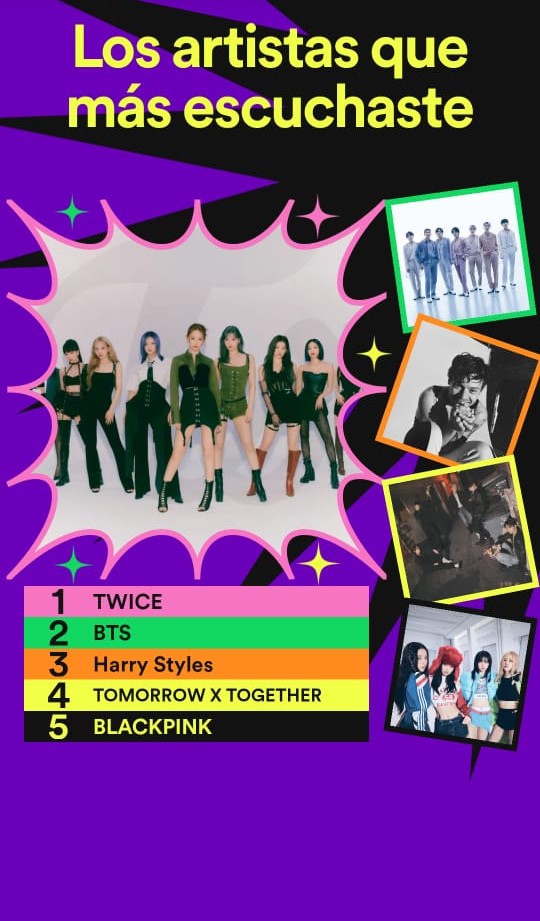 Los artistas que
más escuchaste
1 TWICE
2 BTS
3 Harry Styles
4 TOMORROW X TOGETHER
5 BLACKPINK